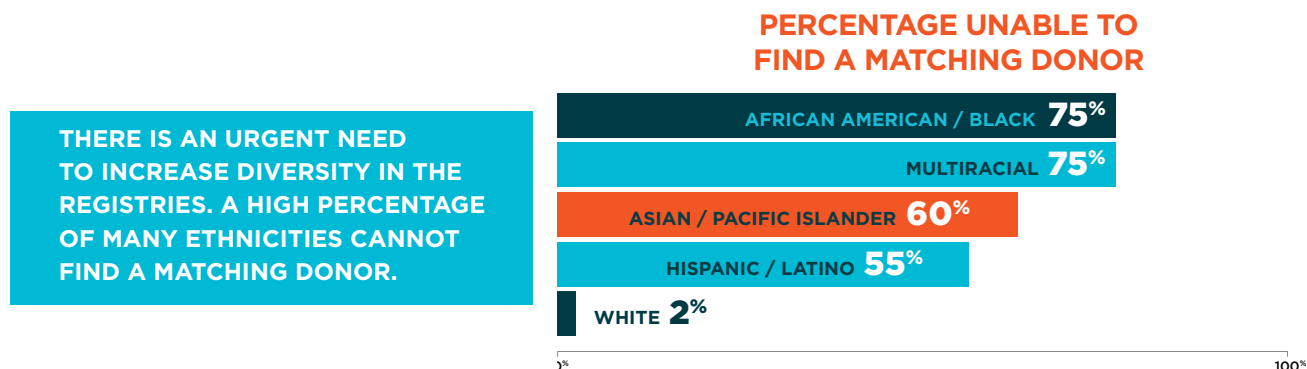 PERCENTAGE UNABLE TO
FIND A MATCHING DONOR
THERE IS AN URGENT NEED
TO INCREASE DIVERSITY IN THE
REGISTRIES. A HIGH PERCENTAGE
OF MANY ETHNICITIES CANNOT
FIND A MATCHING DONOR.
AFRICAN AMERICAN / BLACK 75%
MULTIRACIAL 75%
ASIAN / PACIFIC ISLANDER 60%
HISPANIC / LATINO 55%
WHITE 2%
0% 100%